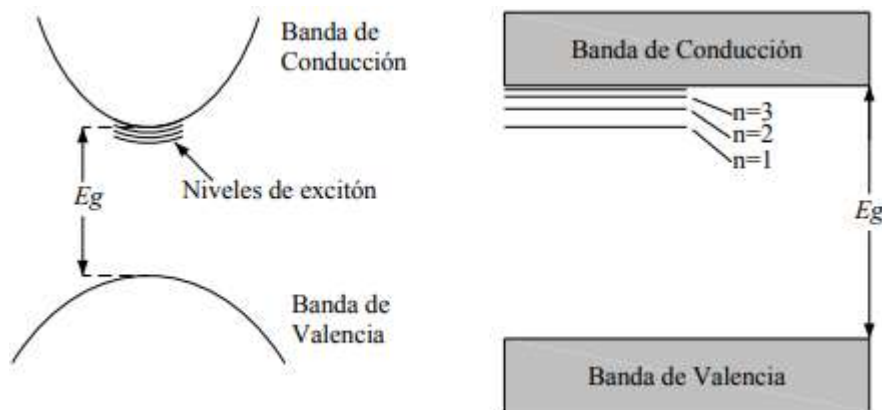 Banda de
Conducción
Eg
Niveles de excitón
Banda de
Valencia
Banda de Conducción
n=3
n=2
n=1
Eg
Banda de Valencia